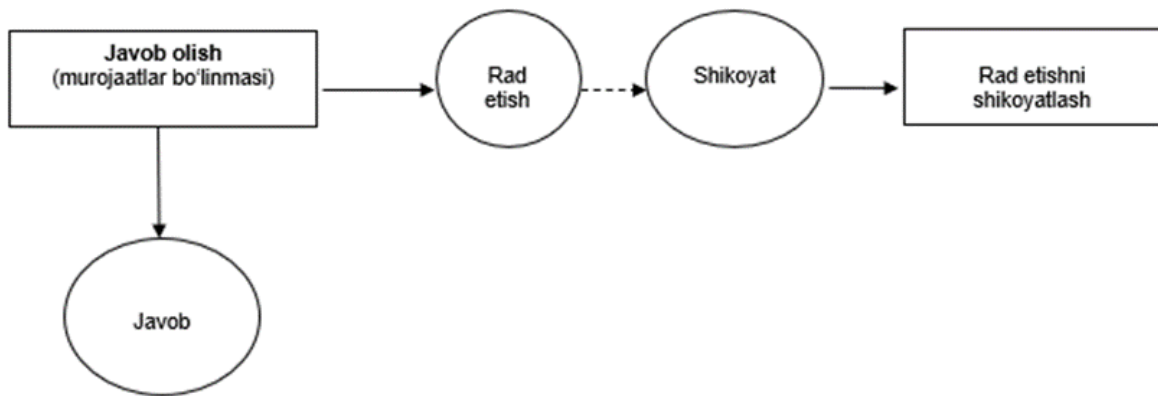 Javob olish
(murojaatlar bo‘linmasi)
Rad
etish
Shikoyat
Rad etishni
shikoyatlash
Javob